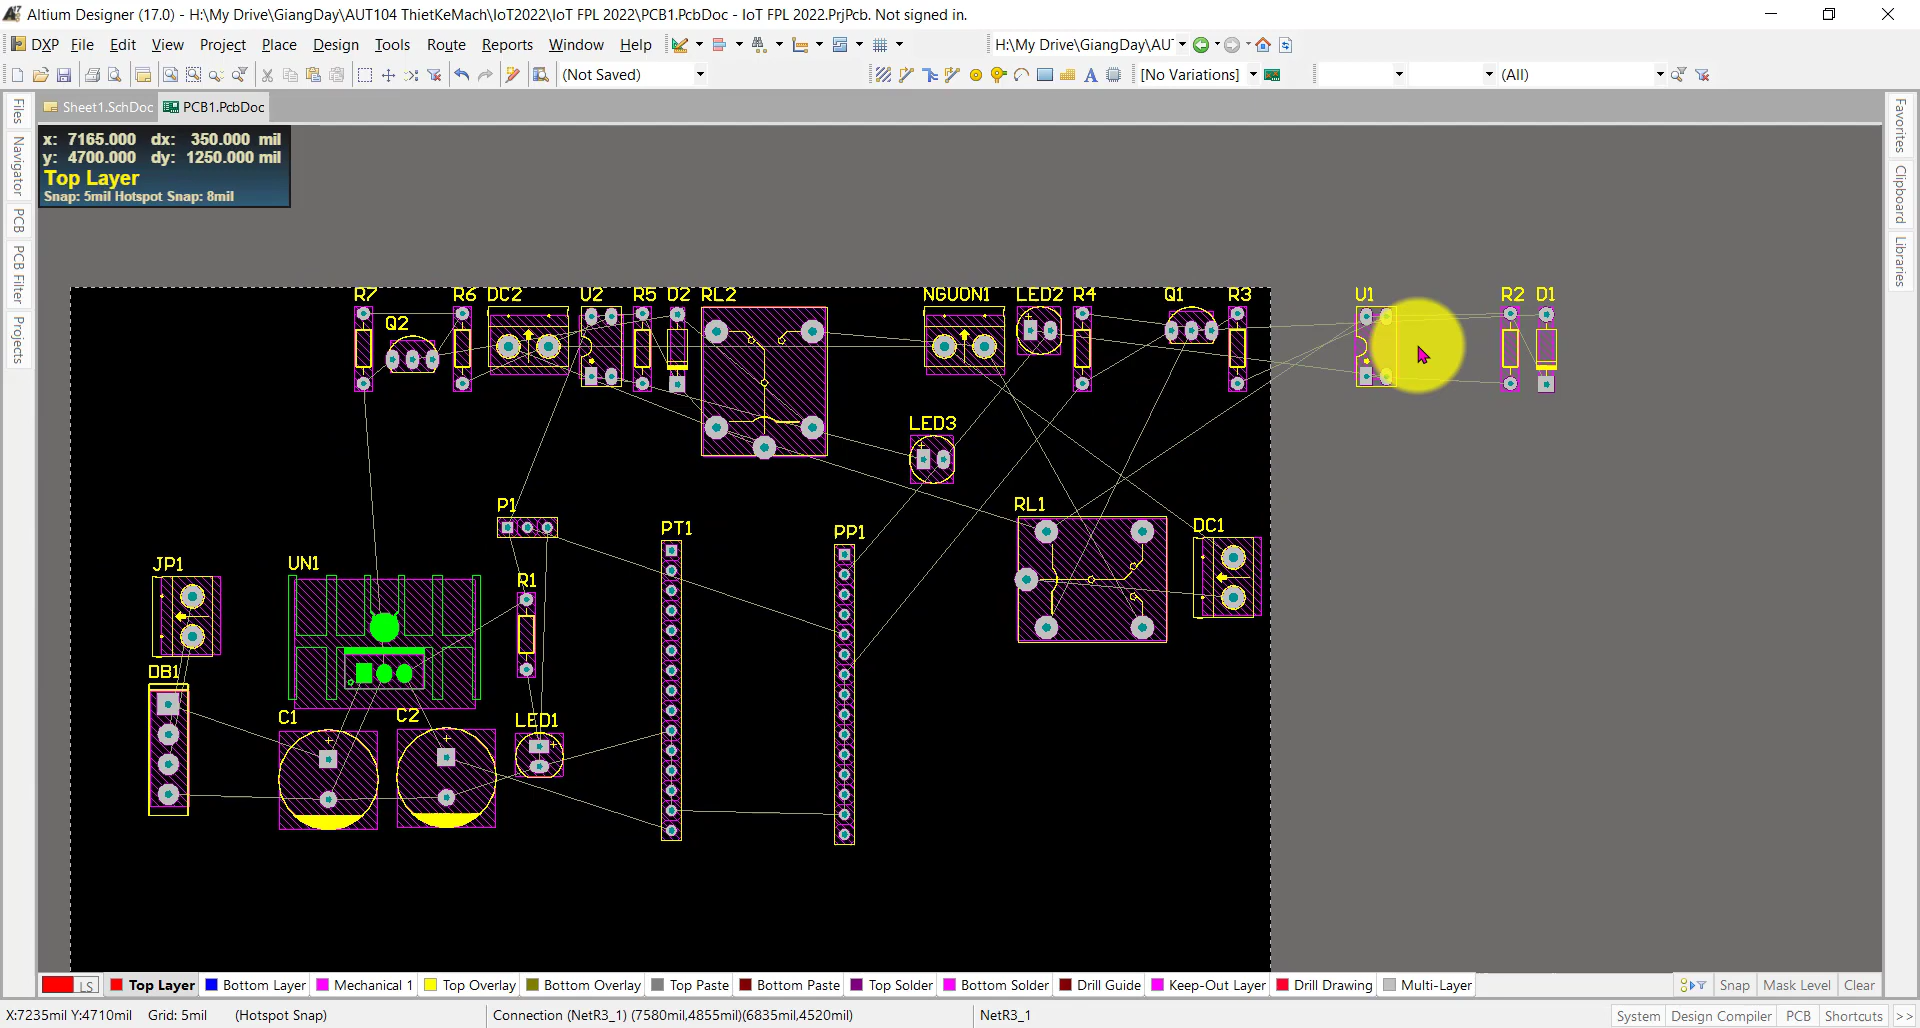 Altium Designer (17.0) - H:\My Drive\GiangDay\AUT104 ThietKeMach\IoT2022\IoT FPL 2022\PCB1.PcbDoc - IoT FPL 2022.PrjPcb. Not signed in.
DXP File Edit View Project Place Design Tools Route Reports Window Help H:\My Drive\GiangDay\AU
(Not Saved) A [No Variations] (All)
Sheet1.SchDoc PCB1.PcbDoc
x: 7165.000 dx: 350.000 mil
y: 4700.000 dy: 1250.000 mil
Top Layer
Snap: 5mil Hotspot Snap: 8mil
Files
Navigator
PCB
PCB Filter
Projects
Favorites
Clipboard
Libraries
R7 R6 DC2 U2 R5 D2 RL2 NGUON1 LED2 R4 Q1 R3 U1 R2 D1
Q2
LED3
P1 RL1
PT1 PP1 DC1
JP1 UN1
R1
DB1
C1 C2 LED1
LS Top Layer Bottom Layer Mechanical 1 Top Overlay Bottom Overlay Top Paste Bottom Paste Top Solder Bottom Solder Drill Guide Keep-Out Layer Drill Drawing Multi-Layer Snap Mask Level Clear
X:7235mil Y:4710mil Grid: 5mil (Hotspot Snap) Connection (NetR3_1) (7580mil,4855mil)(6835mil,4520mil) NetR3_1 System Design Compiler PCB Shortcuts >>